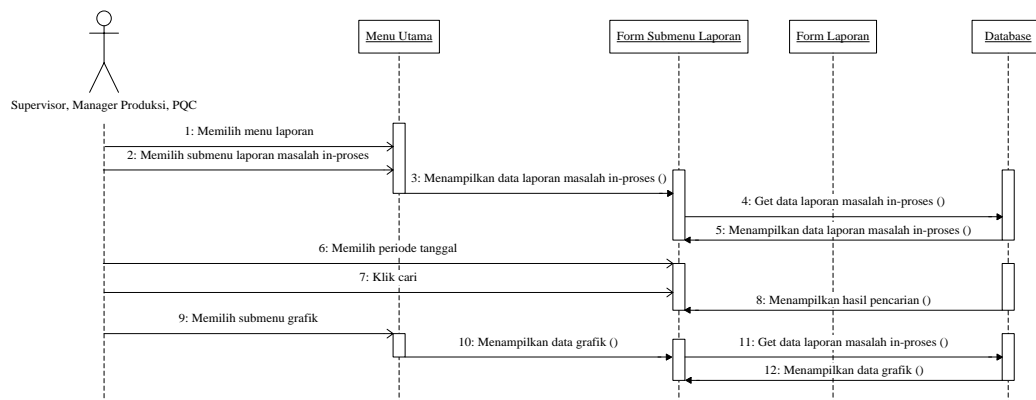 Menu Utama
Form Submenu Laporan
Form Laporan
Database
Supervisor, Manager Produksi, PQC
1: Memilih menu laporan
2: Memilih submenu laporan masalah in-proses
3: Menampilkan data laporan masalah in-proses ()
4: Get data laporan masalah in-proses ()
5: Menampilkan data laporan masalah in-proses ()
6: Memilih periode tanggal
7: Klik cari
8: Menampilkan hasil pencarian ()
9: Memilih submenu grafik
10: Menampilkan data grafik ()
11: Get data laporan masalah in-proses ()
12: Menampilkan data grafik ()